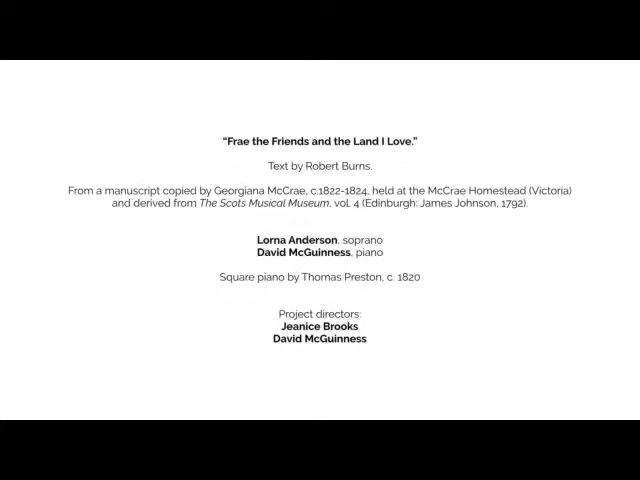 "Frae the Friends and the Land I Love."
Text by Robert Burns.
From a manuscript copied by Georgiana McCrae, c.1822-1824, held at the McCrae Homestead (Victoria)
and derived from The Scots Musical Museum, vol. 4 (Edinburgh: James Johnson, 1792).
Lorna Anderson, soprano
David McGuinness, piano
Square piano by Thomas Preston, c. 1820
Project directors:
Jeanice Brooks
David McGuinness